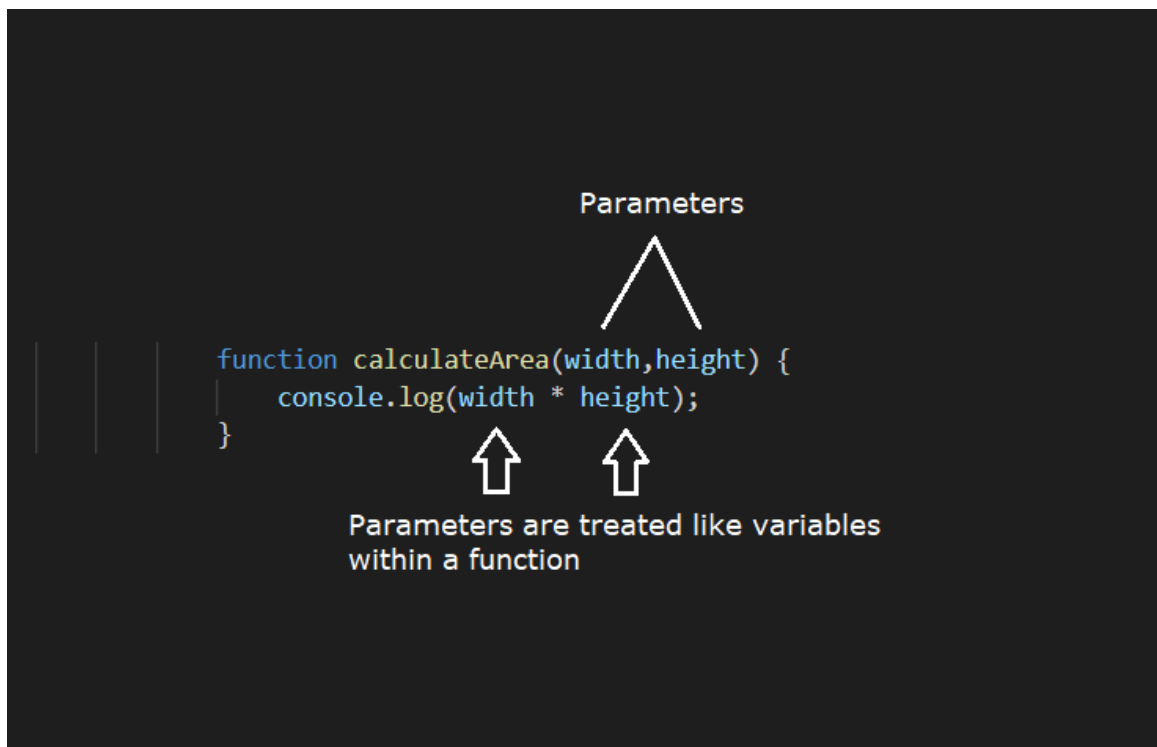 Parameters
function calculateArea(width,height) {
console.log(width * height);
}
Parameters are treated like variables
within a function